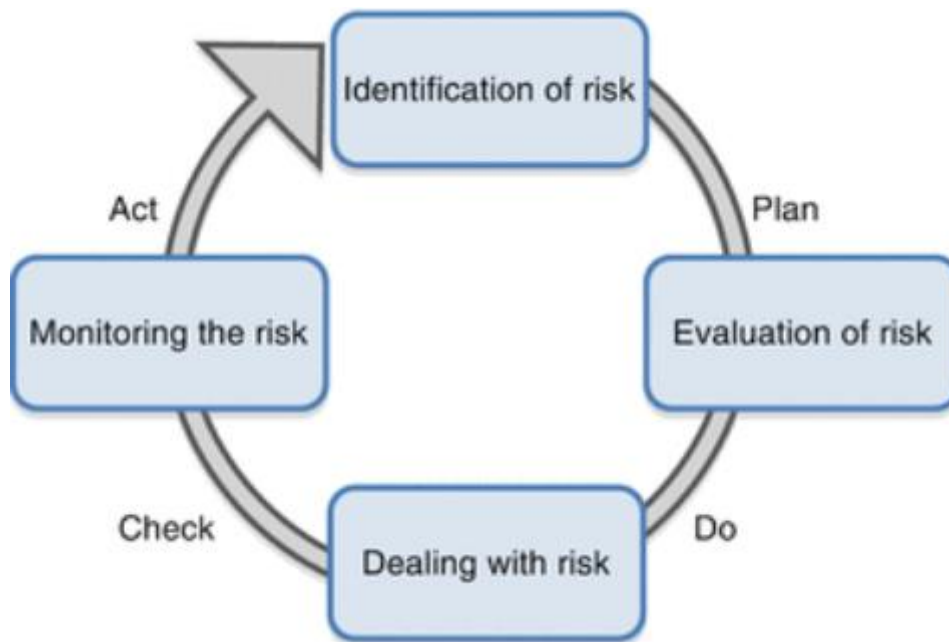 Identification of risk
Act
Plan
Monitoring the risk
Evaluation of risk
Check
Do
Dealing with risk